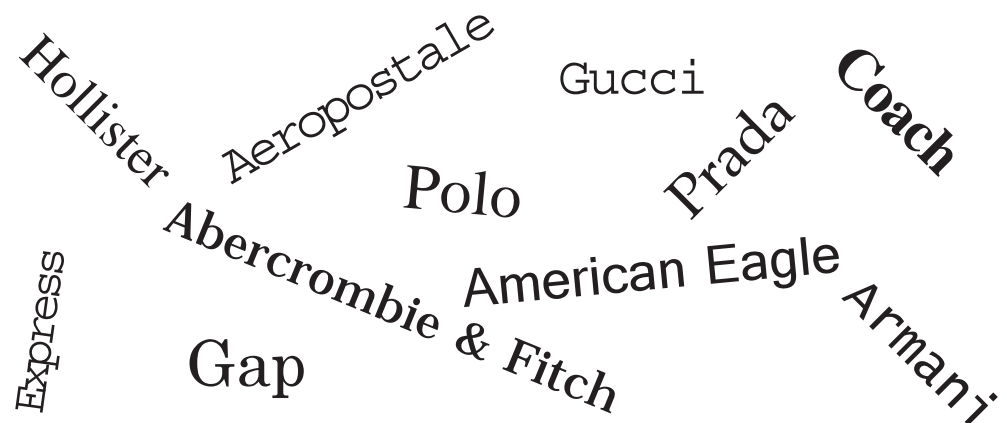 Hollister
Aeropostale
Gucci
Coach
Polo
Prada
Abercrombie & Fitch
American Eagle
Express
Gap
Armani